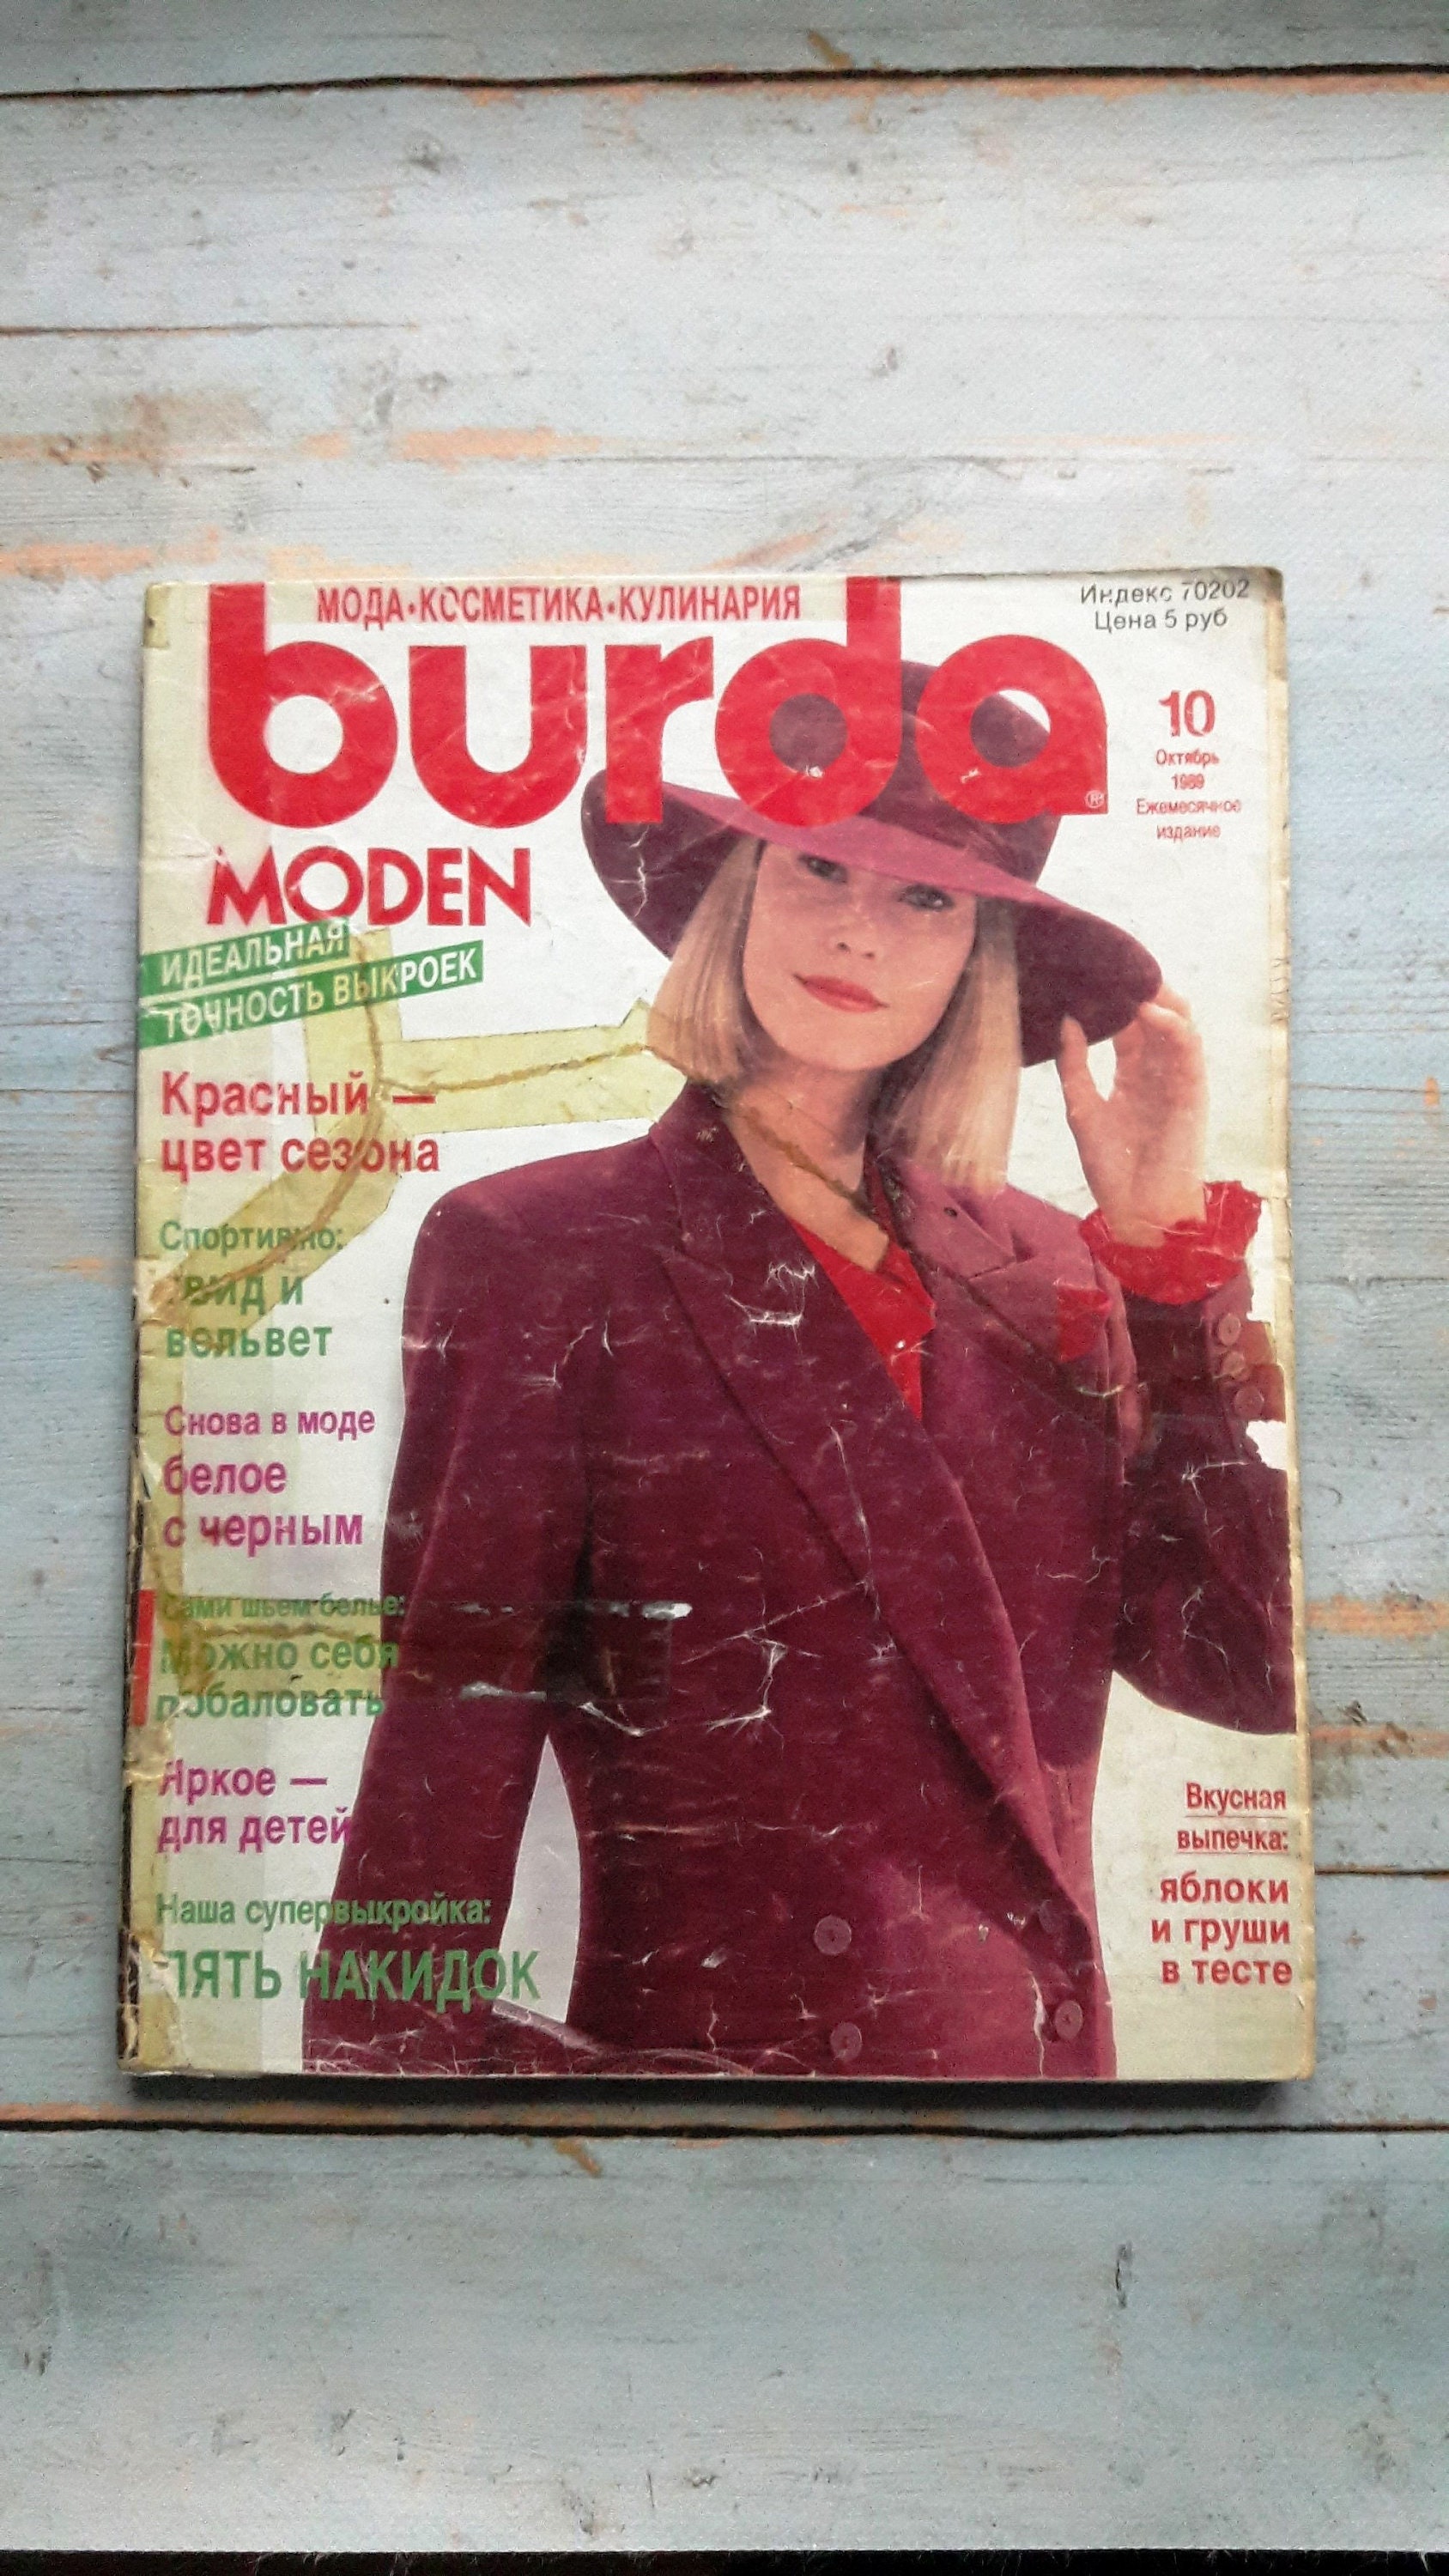 МОДА•КОСМЕТИКА•КУЛИНАРИЯ
Индекс 70202
Цена 5 руб
burda
MODEN
10
Октябрь
1989
Ежемесячное
издание
ИДЕАЛЬНАЯ
ТОЧНОСТЬ ВЫКРОЕК
Красный —
цвет сезона
Спортивно:
твид и
вельвет
Снова в моде
белое
с черным
Сами шьем белье:
Можно себя
побаловать
Яркое —
для детей
Наша супервыкройка:
ПЯТЬ НАКИДОК
Вкусная
выпечка:
яблоки
и груши
в тесте